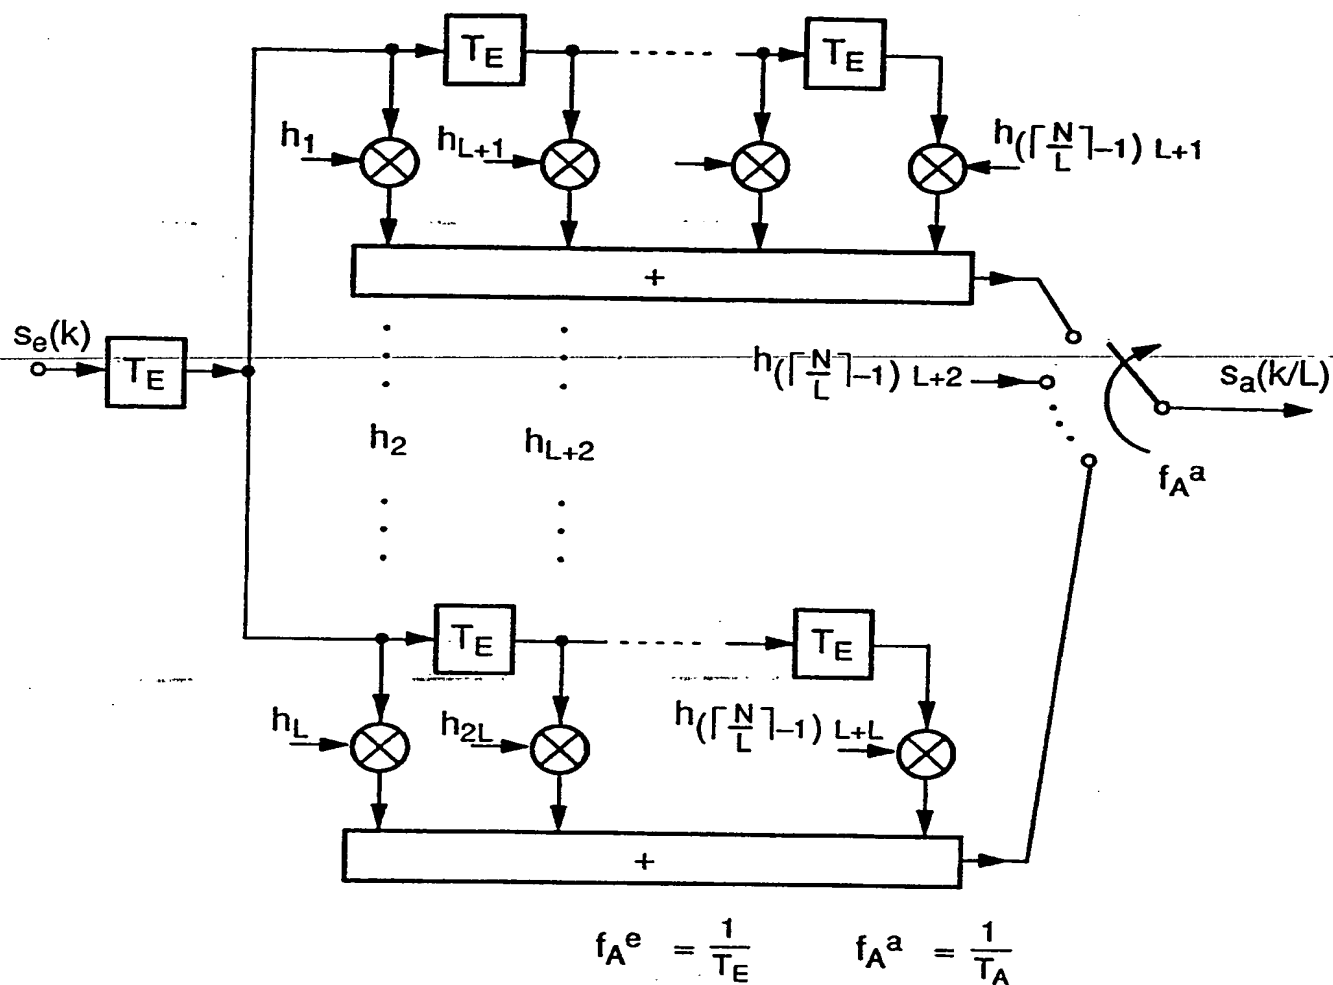 T_E T_E
h_1 h_{L+1} h_{(⌈N/L⌉-1) L+1}
+
s_e(k) T_E h_{(⌈N/L⌉-1) L+2} s_a(k/L)
h_2 h_{L+2} f_A^a
T_E T_E
h_L h_{2L} h_{(⌈N/L⌉-1) L+L}
+
f_A^e = 1/T_E f_A^a = 1/T_A